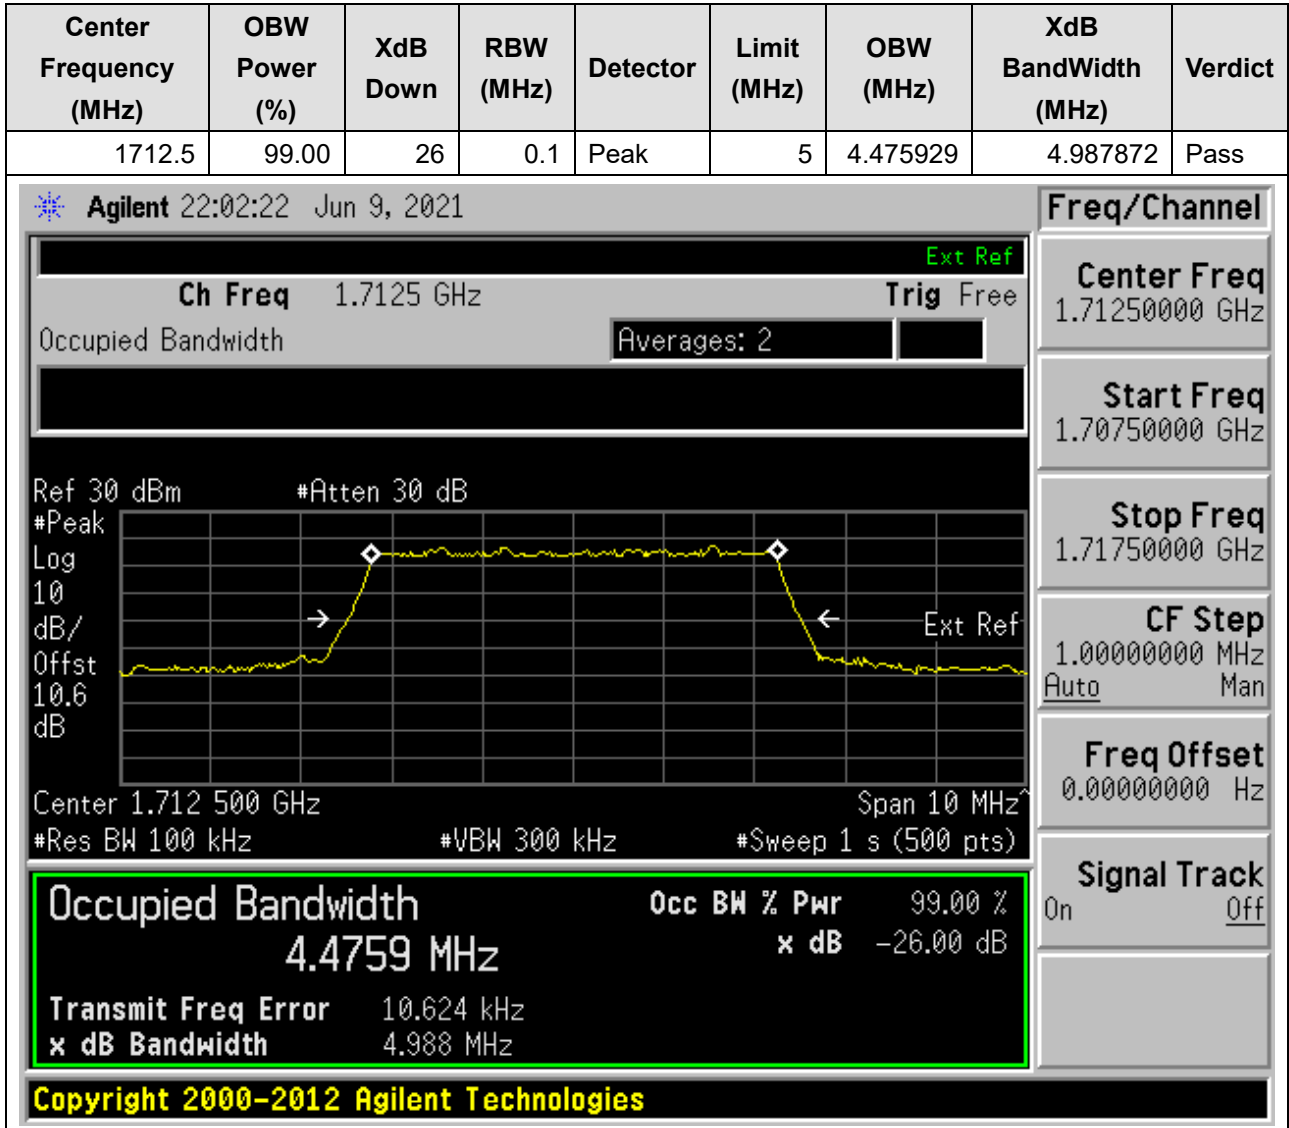 Center Frequency (MHz) OBW Power (%) XdB Down RBW (MHz) Detector Limit (MHz) OBW (MHz) XdB BandWidth (MHz) Verdict
1712.5 99.00 26 0.1 Peak 5 4.475929 4.987872 Pass
Agilent 22:02:22 Jun 9, 2021
Ext Ref
Ch Freq 1.7125 GHz Trig Free
Occupied Bandwidth Averages: 2
Ref 30 dBm #Atten 30 dB
#Peak
Log
10
dB/
Offst
10.6
dB
Ext Ref
Center 1.712 500 GHz Span 10 MHz^
#Res BW 100 kHz #VBW 300 kHz #Sweep 1 s (500 pts)
Occupied Bandwidth Occ BW % Pwr 99.00 %
4.4759 MHz x dB -26.00 dB
Transmit Freq Error 10.624 kHz
x dB Bandwidth 4.988 MHz
Copyright 2000-2012 Agilent Technologies
Freq/Channel
Center Freq
1.71250000 GHz
Start Freq
1.70750000 GHz
Stop Freq
1.71750000 GHz
CF Step
1.00000000 MHz
Auto Man
Freq Offset
0.00000000 Hz
Signal Track
On Off